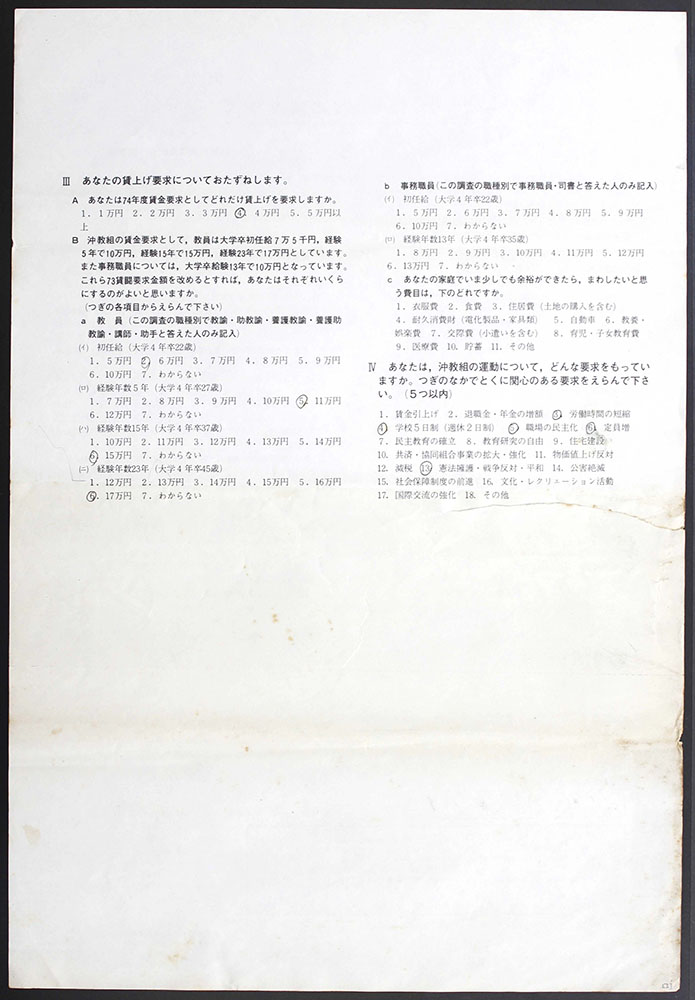 Ⅲ あなたの賃上げ要求についておたずねします。
A あなたは74年度賃金要求としてどれだけ賃上げを要求しますか。
1．1万円 2．2万円 3．3万円 4．4万円 5．5万円以
上
B 沖教組の賃金要求として，教員は大学卒初任給7万5千円，経験
5年で10万円，経験15年で15万円，経験23年で17万円としています。
また事務職員については，大学卒給験13年で10万円となっています。
これら73賃闘要求金額を改めるとすれば，あなたはそれぞれいくら
にするのがよいと思いますか。
(つぎの各項目からえらんで下さい)
a 教 員 (この調査の職種別で教諭・助教諭・養護教諭・養護助
教諭・講師・助手と答えた人のみ記入)
(イ) 初任給 (大学4年卒22歳)
1．5万円 2．6万円 3．7万円 4．8万円 5．9万円
6．10万円 7．わからない
(ロ) 経験年数5年 (大学4年卒27歳)
1．7万円 2．8万円 3．9万円 4．10万円 5．11万円
6．12万円 7．わからない
(ハ) 経験年数15年 (大学4年卒37歳)
1．10万円 2．11万円 3．12万円 4．13万円 5．14万円
6．15万円 7．わからない
(ニ) 経験年数23年 (大学4年卒45歳)
1．12万円 2．13万円 3．14万円 4．15万円 5．16万円
6．17万円 7．わからない
b 事務職員 (この調査の職種別で事務職員・司書と答えた人のみ記入)
(イ) 初任給 (大学4年卒22歳)
1．5万円 2．6万円 3．7万円 4．8万円 5．9万円
6．10万円 7．わからない
(ロ) 経験年数13年 (大学4年卒35歳)
1．8万円 2．9万円 3．10万円 4．11万円 5．12万円
6．13万円 7．わからない
c あなたの家庭でいま少しでも余裕ができたら，まわしたいと思
う費目は，下のどれですか。
1．衣服費 2．食費 3．住居費 (土地の購入を含む)
4．耐久消費財 (電化製品・家具類) 5．自動車 6．教養・
娯楽費 7．交際費 (小遣いを含む) 8．育児・子女教育費
9．医療費 10．貯蓄 11．その他
Ⅳ あなたは，沖教組の運動について，どんな要求をもってい
ますか。つぎのなかでとくに関心のある要求をえらんで下さ
い。(5つ以内)
1．賃金引上げ 2．退職金・年金の増額 3．労働時間の短縮
4．学校5日制 (週休2日制) 5．職場の民主化 6．定員増
7．民主教育の確立 8．教育研究の自由 9．住宅建設
10．共済・協同組合事業の拡大・強化 11．物価値上げ反対
12．減税 13．憲法擁護・戦争反対・平和 14．公害絶滅
15．社会保障制度の前進 16．文化・レクリエーション活動
17．国際交流の強化 18．その他